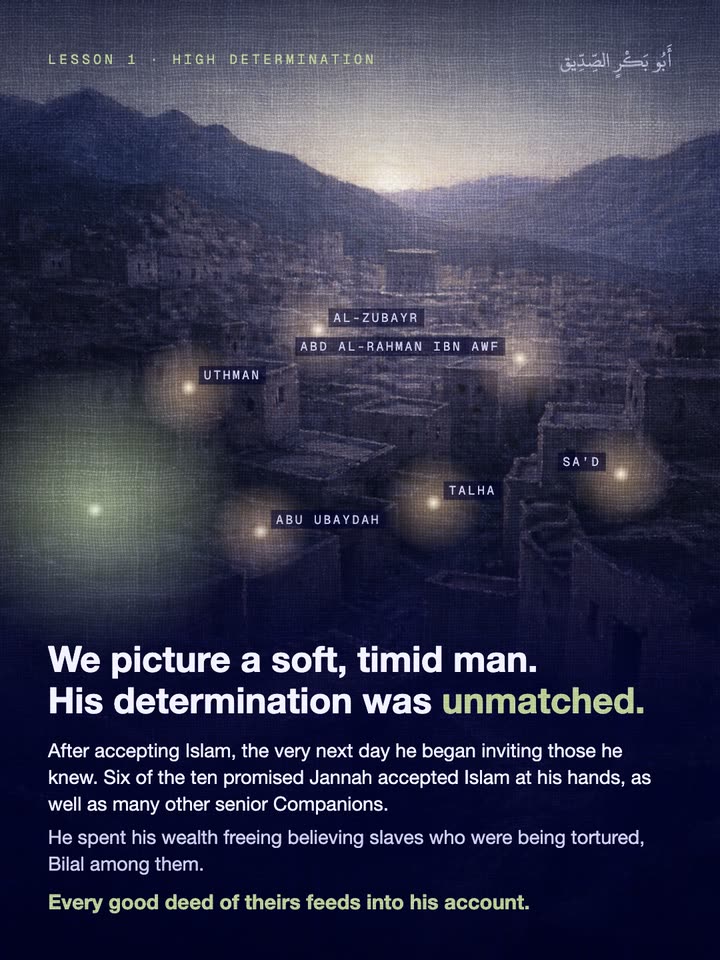 LESSON 1 · HIGH DETERMINATION
أَبُو بَكْرٍ الصِّدِّيق
AL-ZUBAYR
ABD AL-RAHMAN IBN AWF
UTHMAN
SA'D
TALHA
ABU UBAYDAH
We picture a soft, timid man.
His determination was unmatched.
After accepting Islam, the very next day he began inviting those he
knew. Six of the ten promised Jannah accepted Islam at his hands, as
well as many other senior Companions.
He spent his wealth freeing believing slaves who were being tortured,
Bilal among them.
Every good deed of theirs feeds into his account.